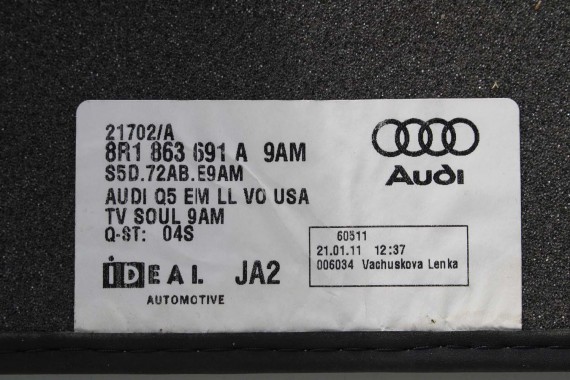 21702/A
8R1 863 691 A 9AM
S5D.72AB.E9AM
AUDI Q5 EM LL VO USA
TV SOUL 9AM
Q-ST: 04S
IDEAL JA2
AUTOMOTIVE
Audi
60511
21.01.11 12:37
006034 Vachuskova Lenka